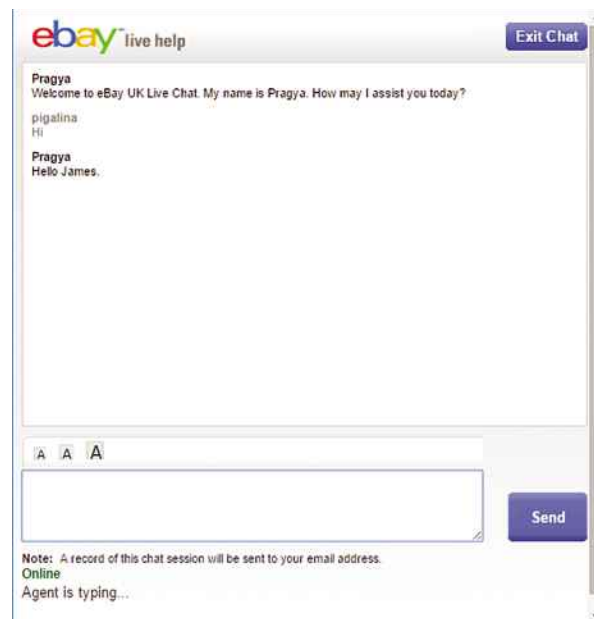 ebay live help
Exit Chat
Pragya
Welcome to eBay UK Live Chat. My name is Pragya. How may I assist you today?
pigalina
Hi
Pragya
Hello James.
A A A
Send
Note: A record of this chat session will be sent to your email address.
Online
Agent is typing...